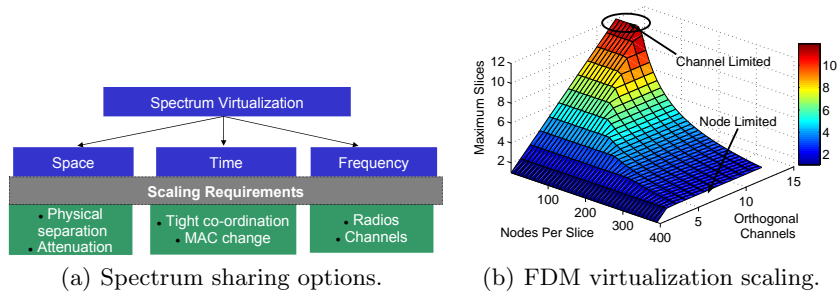 Spectrum Virtualization
Space
Time
Frequency
Scaling Requirements
• Physical
separation
• Attenuation
• Tight co-ordination
• MAC change
• Radios
• Channels
(a) Spectrum sharing options.
12
10
8
6
4
2
Maximum Slices
100
200
300
400
Nodes Per Slice
5
10
15
Orthogonal
Channels
Channel Limited
Node Limited
10
8
6
4
2
(b) FDM virtualization scaling.